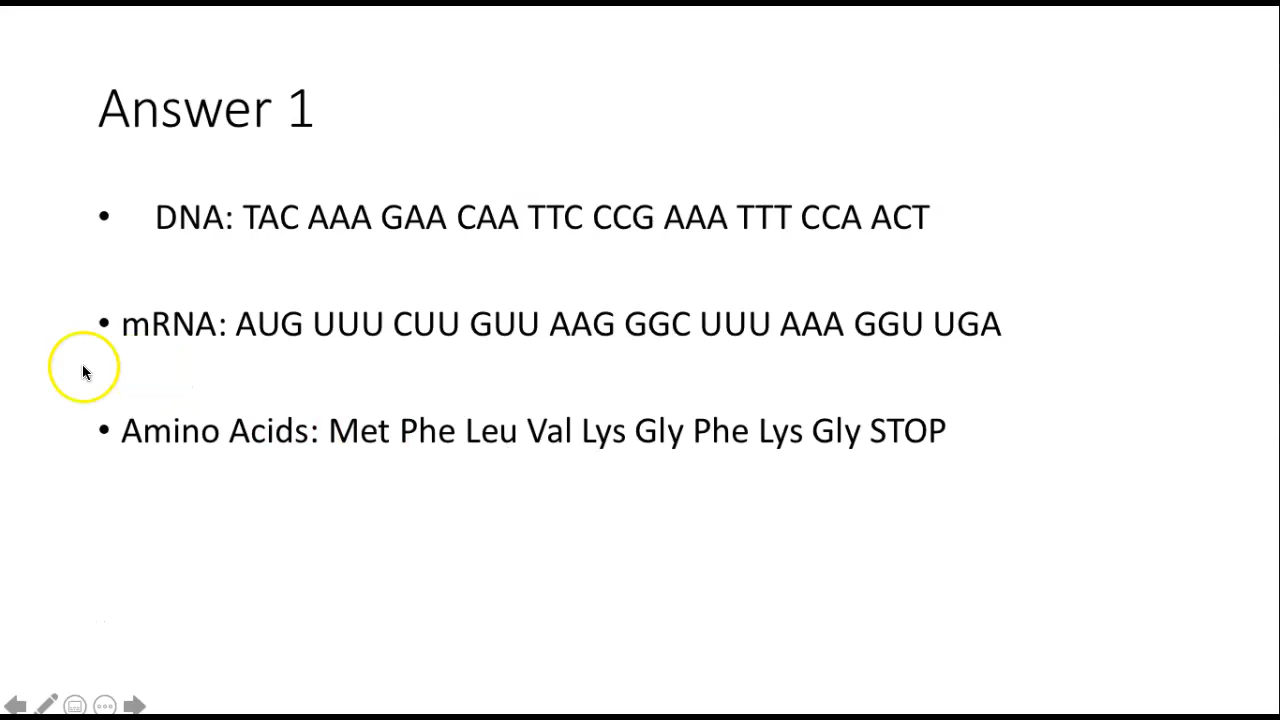 Answer 1
• DNA: TAC AAA GAA CAA TTC CCG AAA TTT CCA ACT
• mRNA: AUG UUU CUU GUU AAG GGC UUU AAA GGU UGA
• Amino Acids: Met Phe Leu Val Lys Gly Phe Lys Gly STOP